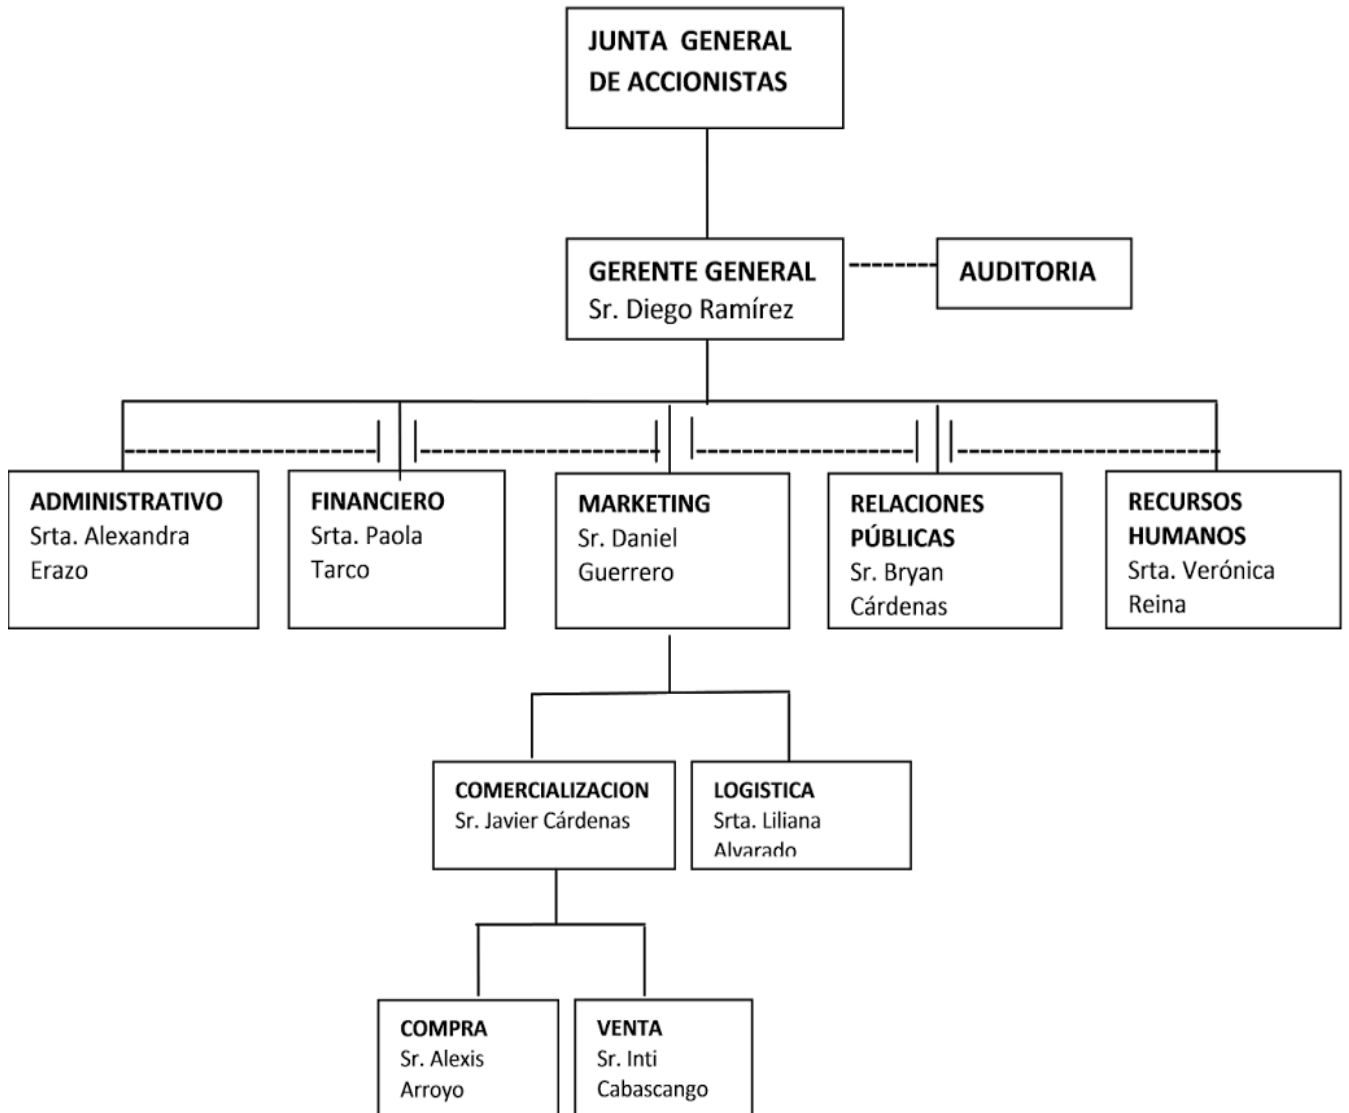 JUNTA GENERAL
DE ACCIONISTAS
GERENTE GENERAL
Sr. Diego Ramírez
AUDITORIA
ADMINISTRATIVO
Srta. Alexandra
Erazo
FINANCIERO
Srta. Paola
Tarco
MARKETING
Sr. Daniel
Guerrero
RELACIONES
PÚBLICAS
Sr. Bryan
Cárdenas
RECURSOS
HUMANOS
Srta. Verónica
Reina
COMERCIALIZACION
Sr. Javier Cárdenas
LOGISTICA
Srta. Liliana
Alvarado
COMPRA
Sr. Alexis
Arroyo
VENTA
Sr. Inti
Cabascango